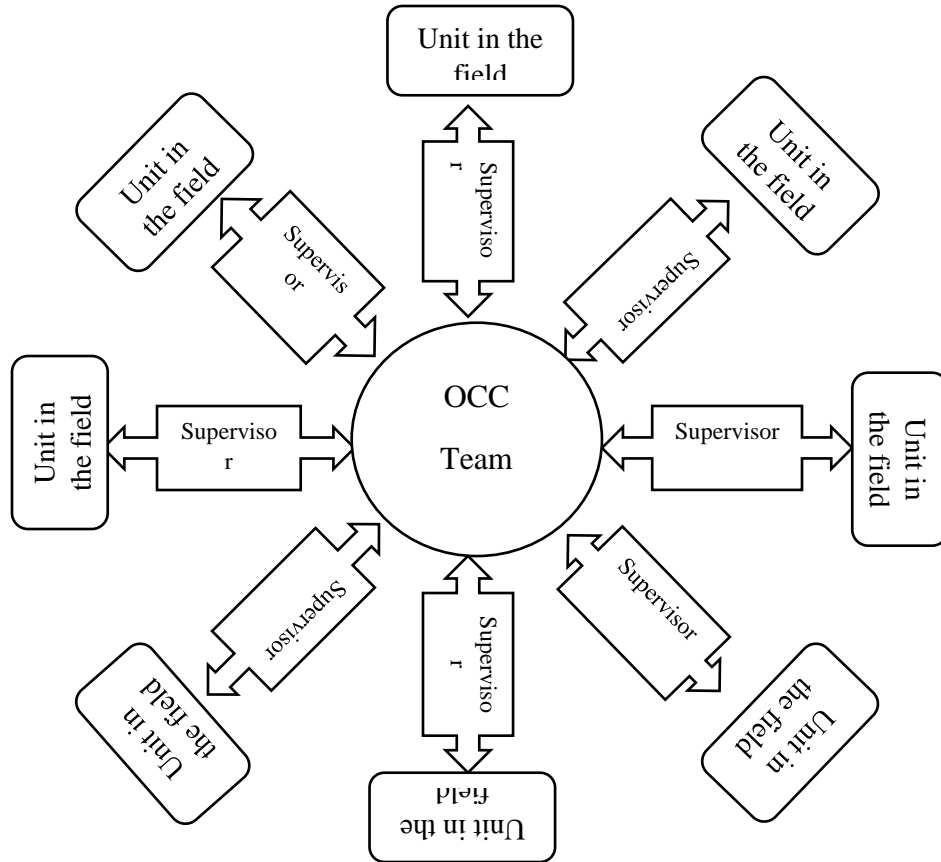 Unit in the
field
Unit in
the field
Unit in
the field
Superviso
r
Supervis
or
Supervisor
OCC
Team
Unit in
the field
Superviso
r
Supervisor
Unit in
the field
Supervisor
Superviso
r
Supervisor
Unit in
the field
Unit in the
field
Unit in
the field